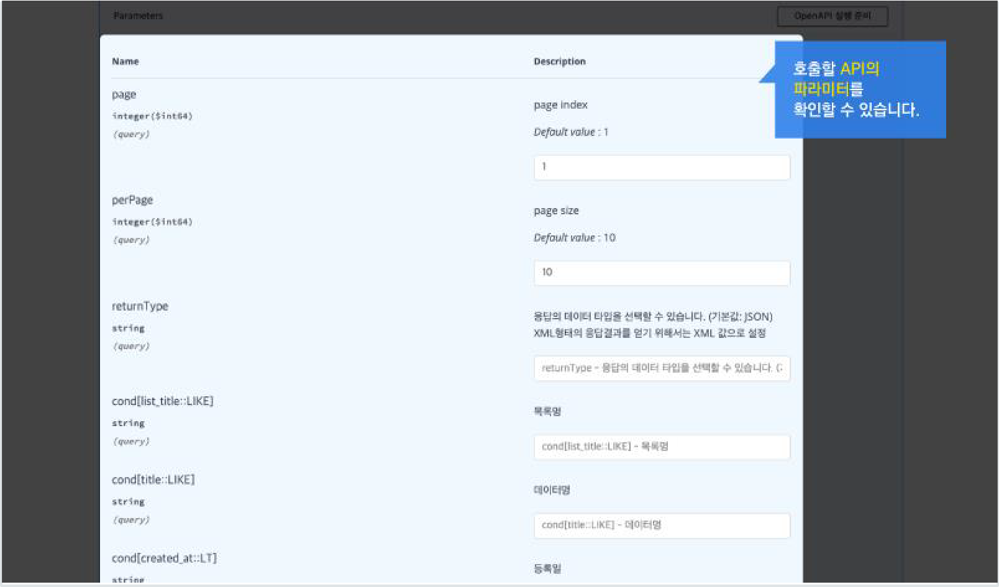 Parameters
OpenAPI 실행 준비
Name
Description
호출할 API의
파라미터를
확인할 수 있습니다.
page
integer($int64)
(query)
page index
Default value : 1
1
perPage
integer($int64)
(query)
page size
Default value : 10
10
returnType
string
(query)
응답의 데이터 타입을 선택할 수 있습니다. (기본값: JSON)
XML형태의 응답결과를 얻기 위해서는 XML 값으로 설정
returnType - 응답의 데이터 타입을 선택할 수 있습니다. (
cond[list_title::LIKE]
string
(query)
목록명
cond[list_title::LIKE] - 목록명
cond[title::LIKE]
string
(query)
데이터명
cond[title::LIKE] - 데이터명
cond[created_at::LT]
string
등록일